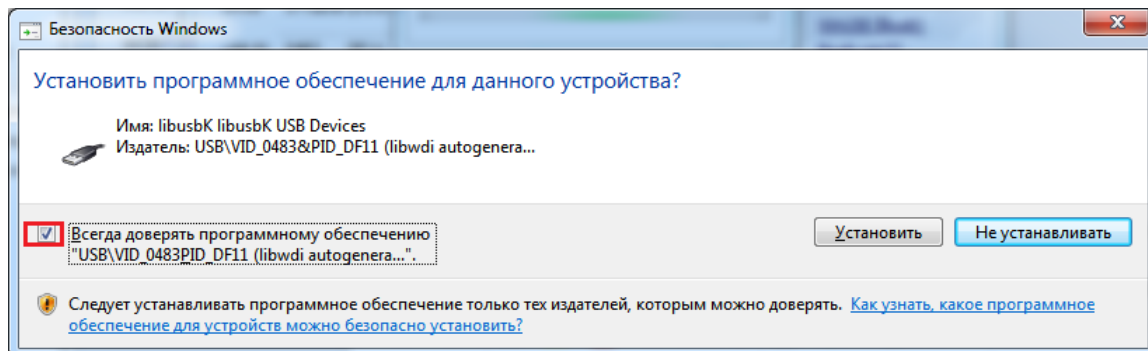 Безопасность Windows
Установить программное обеспечение для данного устройства?
Имя: libusbK libusbK USB Devices
Издатель: USB\VID_0483&PID_DF11 (libwdi autogenera...
Всегда доверять программному обеспечению
"USB\VID_0483PID_DF11 (libwdi autogenera...".
Установить
Не устанавливать
Следует устанавливать программное обеспечение только тех издателей, которым можно доверять. Как узнать, какое программное
обеспечение для устройств можно безопасно установить?